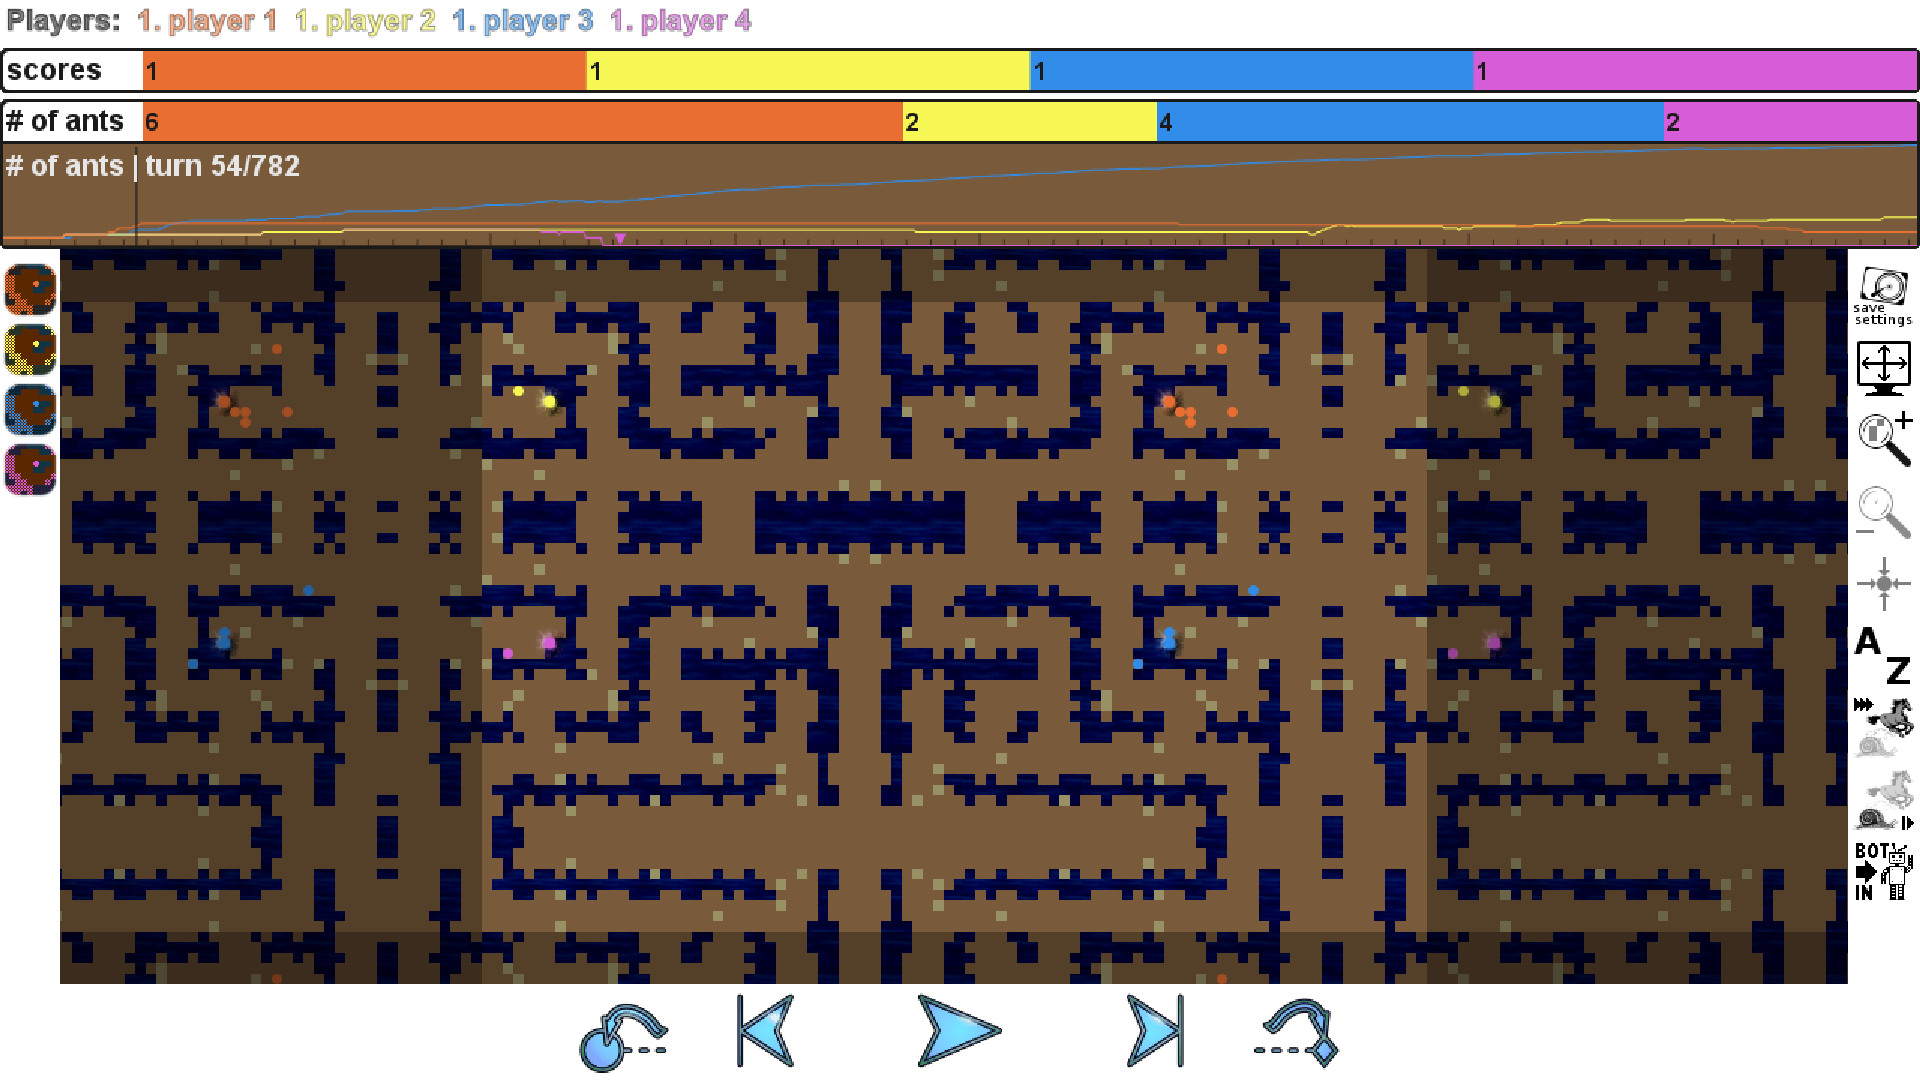 Players: 1. player 1 1. player 2 1. player 3 1. player 4
scores 1 1 1 1
# of ants 6 2 4 2
# of ants | turn 54/782
save
settings
A
Z
BOT
IN